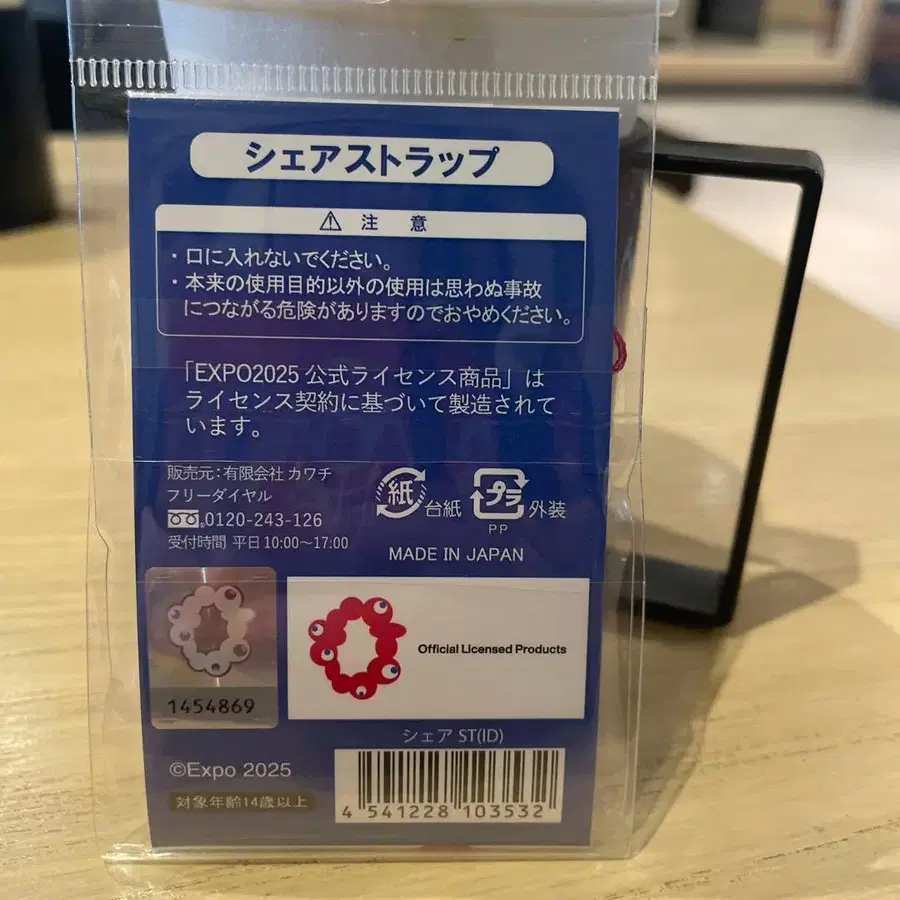 シェアストラップ
⚠ 注 意
・口に入れないでください。
・本来の使用目的以外の使用は思わぬ事故
につながる危険がありますのでおやめください。
「EXPO2025 公式ライセンス商品」は
ライセンス契約に基づいて製造されて
います。
販売元:有限会社 カワチ
フリーダイヤル
0120-243-126
受付時間 平日 10:00～17:00
紙 台紙 プラ 外装
PP
MADE IN JAPAN
Official Licensed Products
1454869
シェア ST(ID)
©Expo 2025
対象年齢14歳以上
4 541228 103532